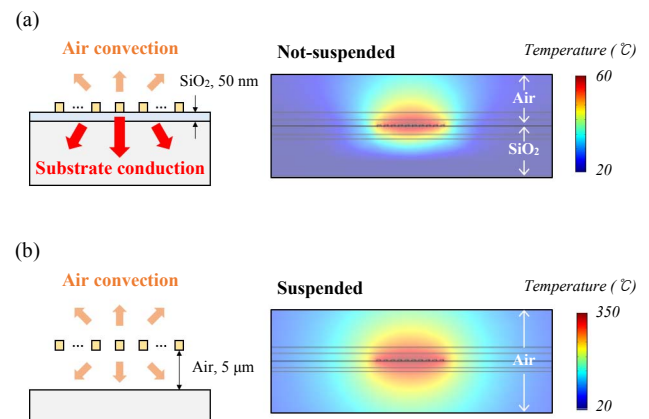 (a)
Air convection
SiO₂, 50 nm
... ...
Substrate conduction
Not-suspended
Temperature (℃)
Air
SiO₂
60
20
(b)
Air convection
... ...
Air, 5 μm
Suspended
Temperature (℃)
Air
350
20